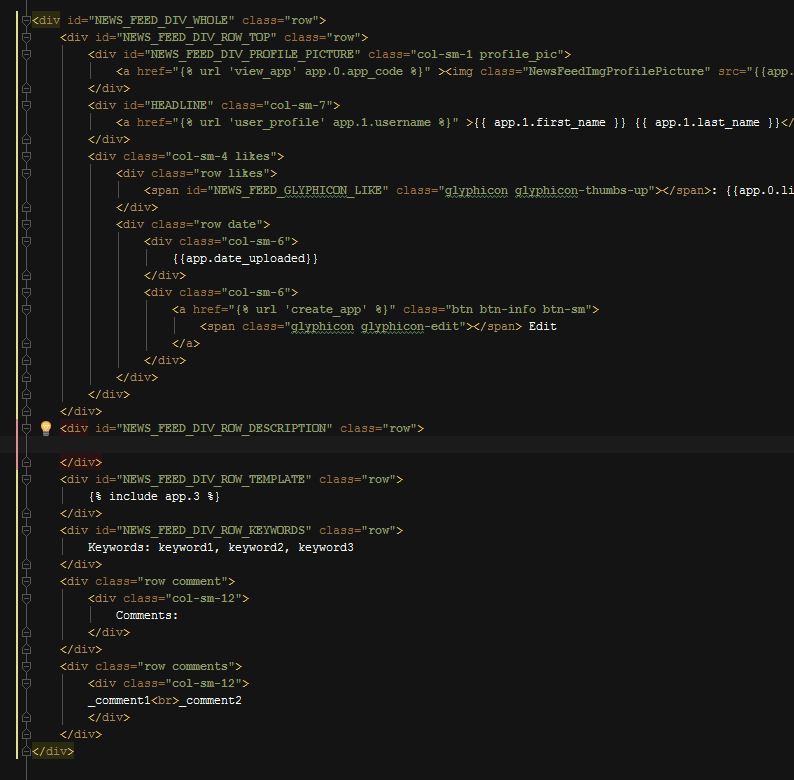 <div id="NEWS_FEED_DIV_WHOLE" class="row">
<div id="NEWS_FEED_DIV_ROW_TOP" class="row">
<div id="NEWS_FEED_DIV_PROFILE_PICTURE" class="col-sm-1 profile_pic">
<a href="{% url 'view_app' app.0.app_code %}" ><img class="NewsFeedImgProfilePicture" src="{{app.
</div>
<div id="HEADLINE" class="col-sm-7">
<a href="{% url 'user_profile' app.1.username %}" >{{ app.1.first_name }} {{ app.1.last_name }}</
</div>
<div class="col-sm-4 likes">
<div class="row likes">
<span id="NEWS_FEED_GLYPHICON_LIKE" class="glyphicon glyphicon-thumbs-up"></span>: {{app.0.li
</div>
<div class="row date">
<div class="col-sm-6">
{{app.date_uploaded}}
</div>
<div class="col-sm-6">
<a href="{% url 'create_app' %}" class="btn btn-info btn-sm">
<span class="glyphicon glyphicon-edit"></span> Edit
</a>
</div>
</div>
</div>
</div>
<div id="NEWS_FEED_DIV_ROW_DESCRIPTION" class="row">
</div>
<div id="NEWS_FEED_DIV_ROW_TEMPLATE" class="row">
{% include app.3 %}
</div>
<div id="NEWS_FEED_DIV_ROW_KEYWORDS" class="row">
Keywords: keyword1, keyword2, keyword3
</div>
<div class="row comment">
<div class="col-sm-12">
Comments:
</div>
</div>
<div class="row comments">
<div class="col-sm-12">
_comment1<br>_comment2
</div>
</div>
</div>